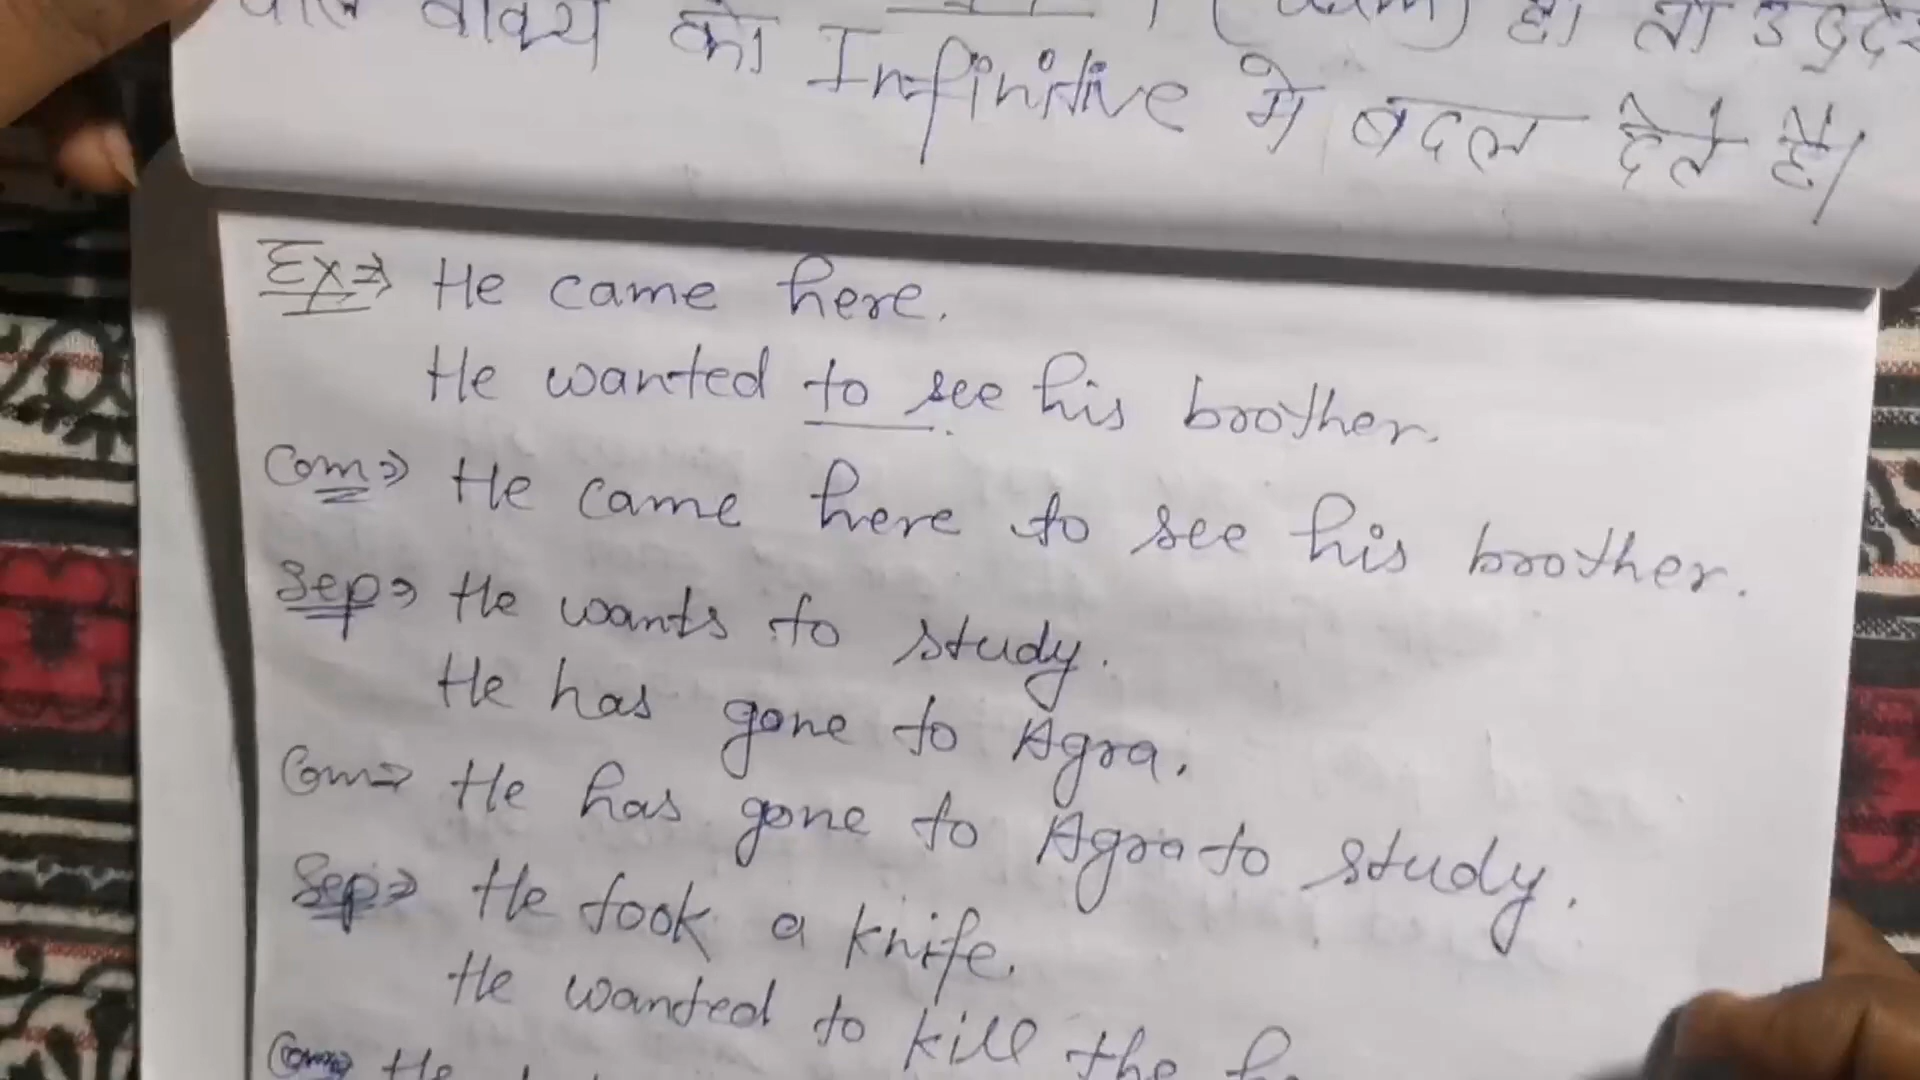 वाले वाक्य को Infinitive मे बदल देते है।
Ex⇒ He came here.
He wanted to see his brother.
Com⇒ He came here to see his brother.
Sep⇒ He wants to study.
He has gone to Agra.
Com⇒ He has gone to Agra to study.
Sep⇒ He took a knife.
He wanted to kill the
Com⇒ He